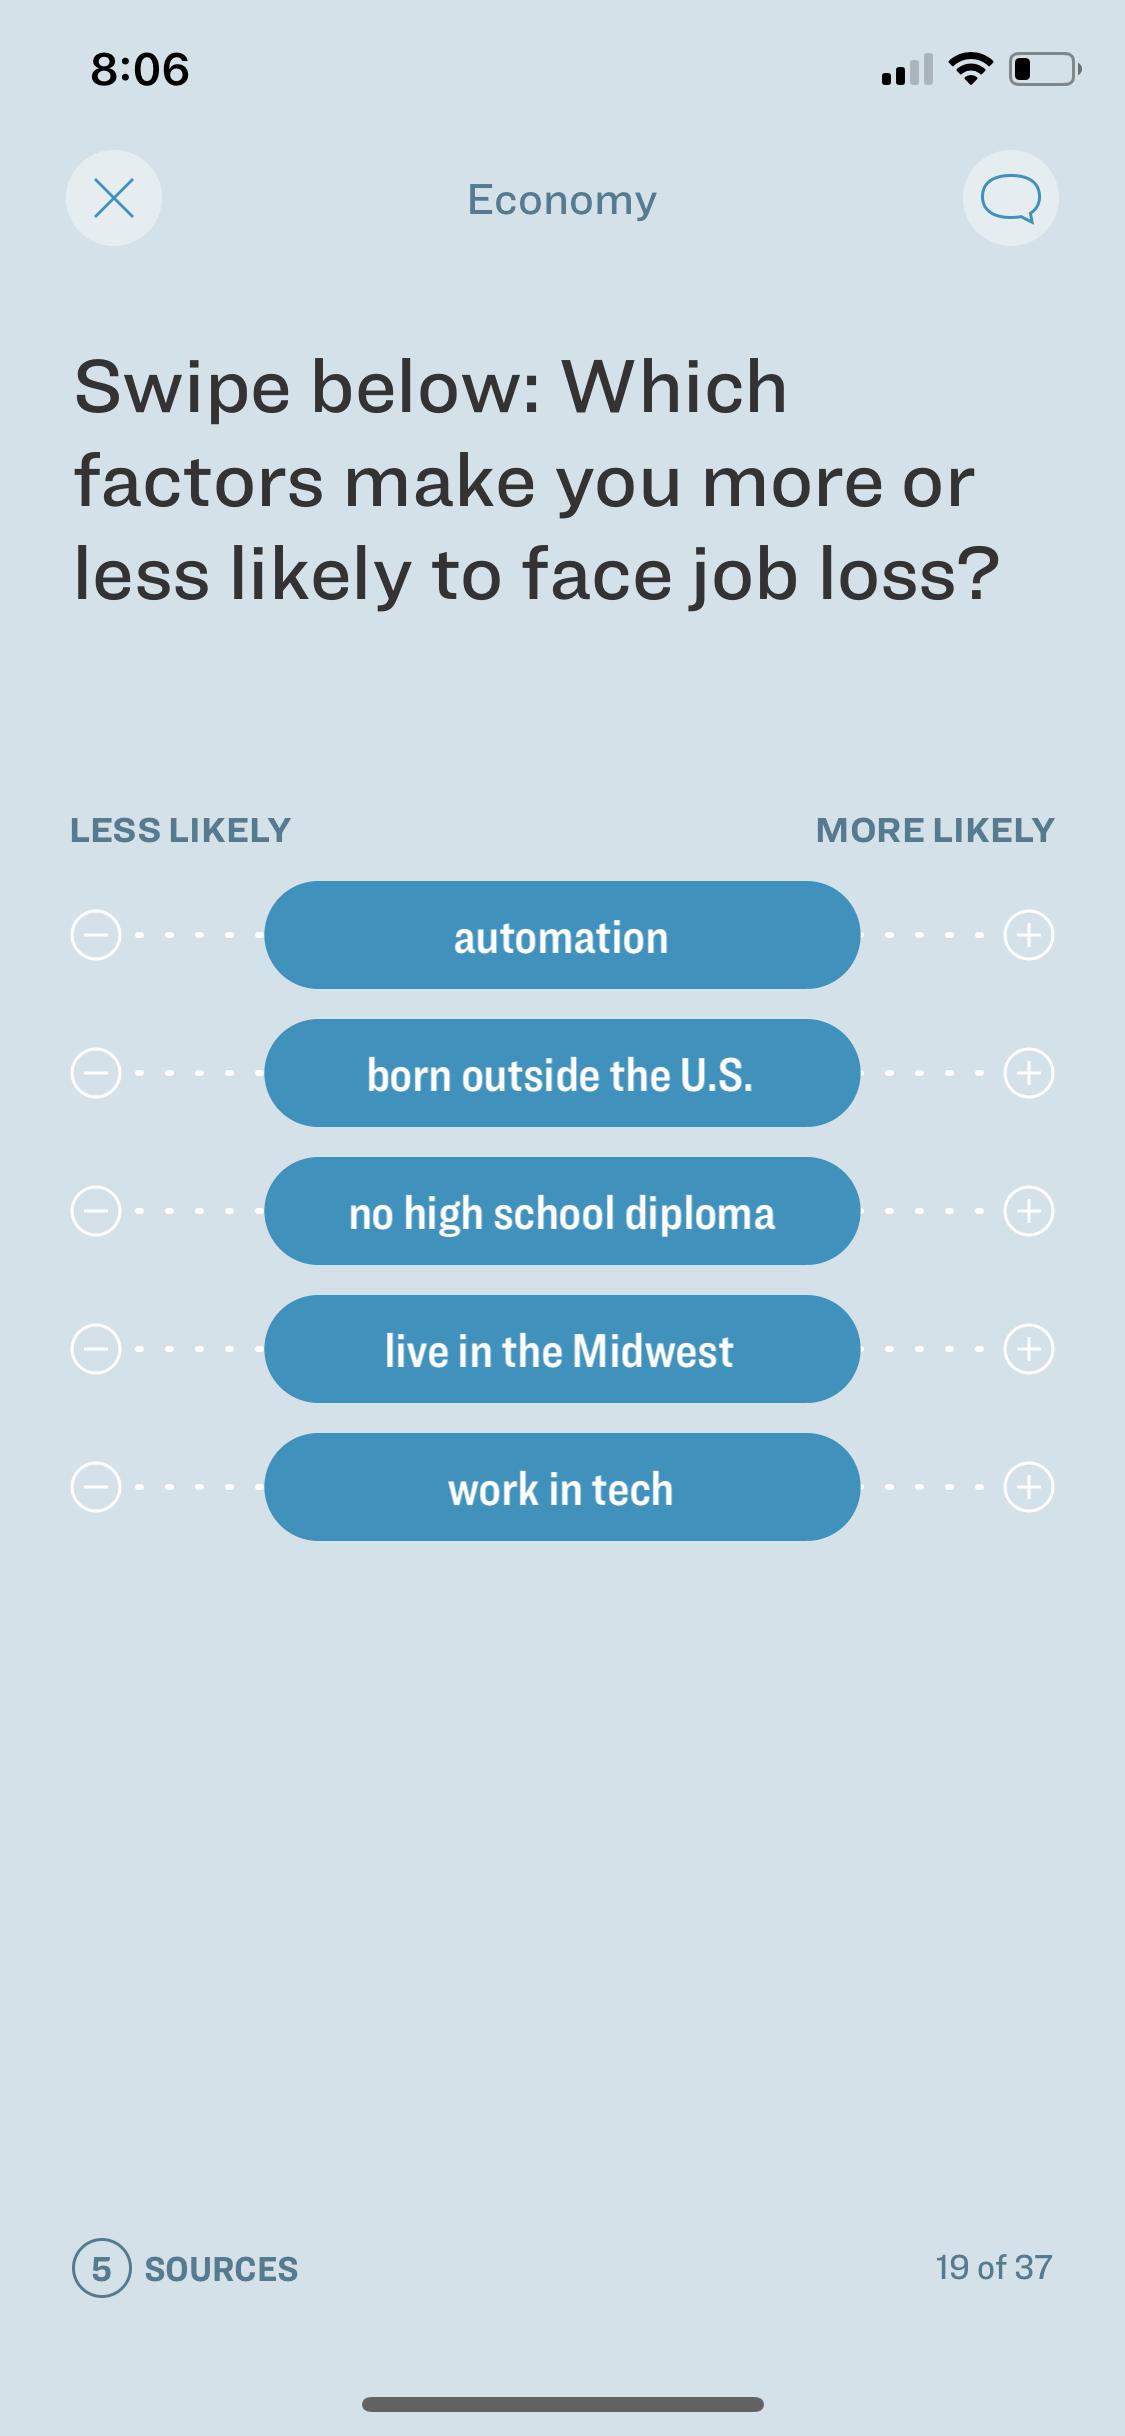 8:06
Economy
Swipe below: Which
factors make you more or
less likely to face job loss?
LESS LIKELY
MORE LIKELY
automation
born outside the U.S.
no high school diploma
live in the Midwest
work in tech
5 SOURCES
19 of 37